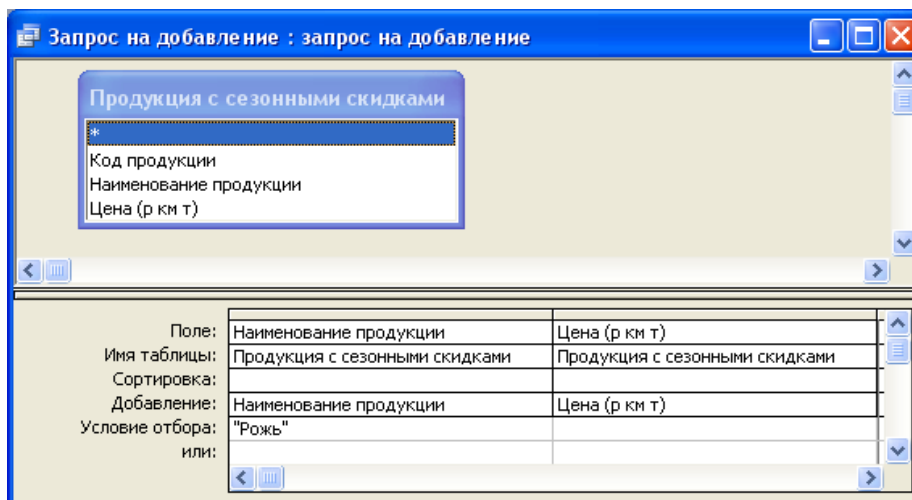 Запрос на добавление : запрос на добавление
Продукция с сезонными скидками
*
Код продукции
Наименование продукции
Цена (р км т)
Поле: Наименование продукции Цена (р км т)
Имя таблицы: Продукция с сезонными скидками Продукция с сезонными скидками
Сортировка:
Добавление: Наименование продукции Цена (р км т)
Условие отбора: "Рожь"
или: